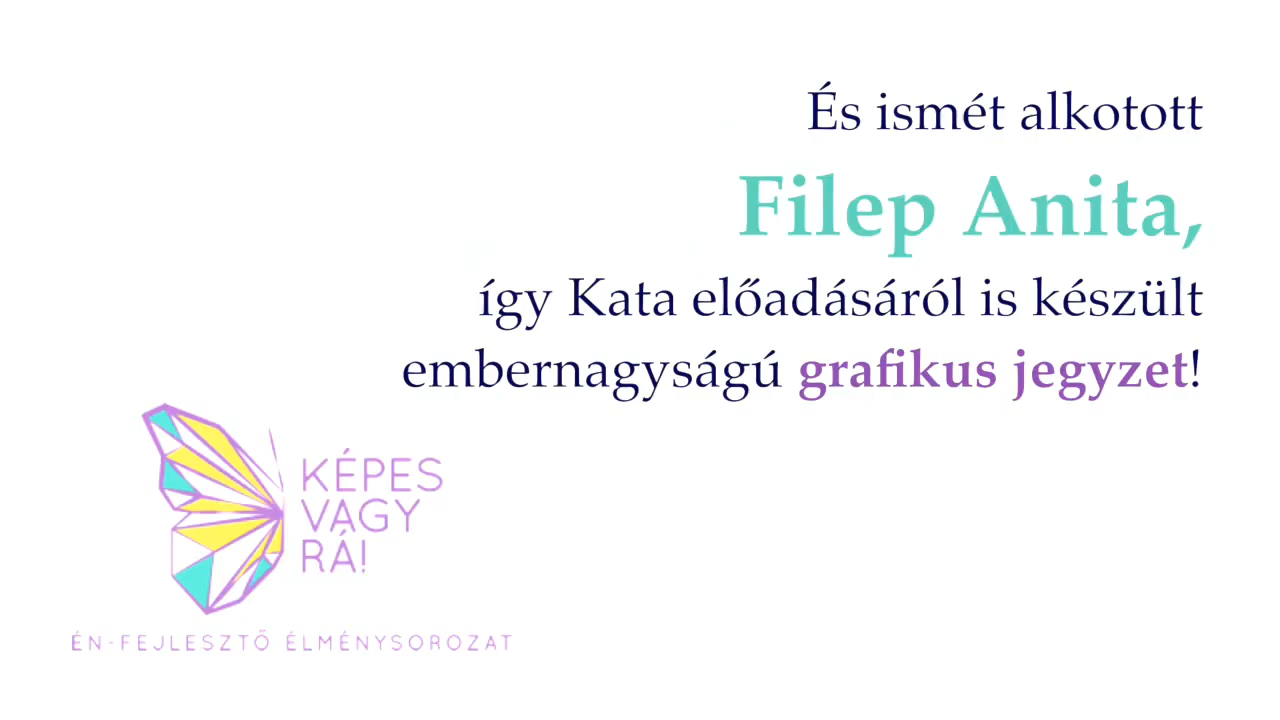 És ismét alkotott
Filep Anita,
így Kata előadásáról is készült
embernagyságú grafikus jegyzet!
KÉPES
VAGY
RÁ!
ÉN-FEJLESZTŐ ÉLMÉNYSOROZAT